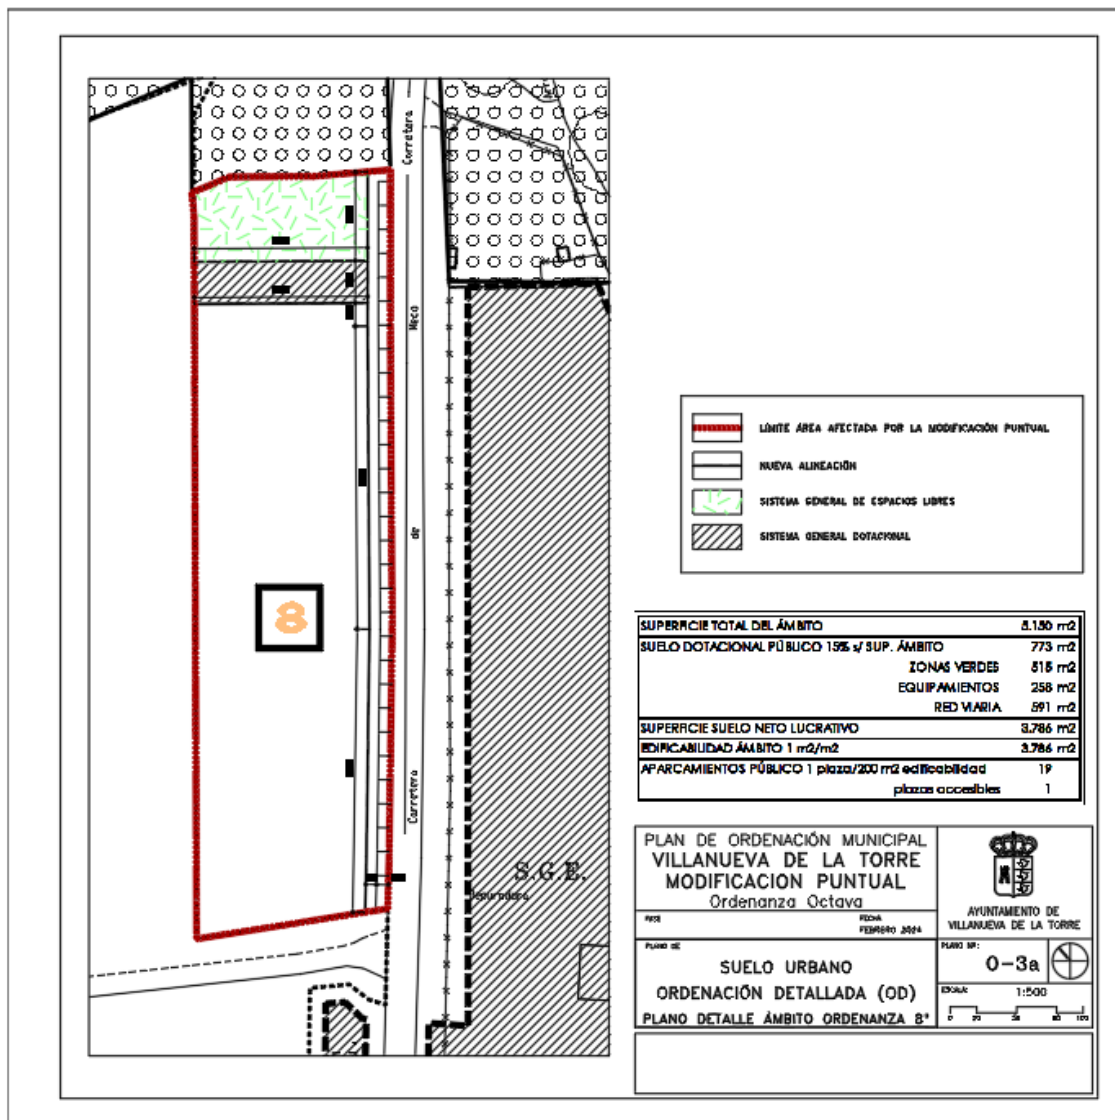 Carretera
Meco
de
Carretera
8
S.G.E.
LÍMITE ÁREA AFECTADA POR LA MODIFICACIÓN PUNTUAL
NUEVA ALINEACIÓN
SISTEMA GENERAL DE ESPACIOS LIBRES
SISTEMA GENERAL DOTACIONAL
SUPERFICIE TOTAL DEL ÁMBITO 5.150 m2
SUELO DOTACIONAL PÚBLICO 15% s/ SUP. ÁMBITO 773 m2
ZONAS VERDES 515 m2
EQUIPAMIENTOS 258 m2
RED VIARIA 591 m2
SUPERFICIE SUELO NETO LUCRATIVO 3.786 m2
EDIFICABILIDAD ÁMBITO 1 m2/m2 3.786 m2
APARCAMIENTOS PÚBLICO 1 plaza/200 m2 edificabilidad 19
plazas accesibles 1
PLAN DE ORDENACIÓN MUNICIPAL
VILLANUEVA DE LA TORRE
MODIFICACION PUNTUAL
Ordenanza Octava
FASE
FECHA
FEBRERO 2024
AYUNTAMIENTO DE
VILLANUEVA DE LA TORRE
PLANO DE
SUELO URBANO
ORDENACIÓN DETALLADA (OD)
PLANO DETALLE ÁMBITO ORDENANZA 8ª
PLANO Nº:
O-3a
ESCALA:
1:500